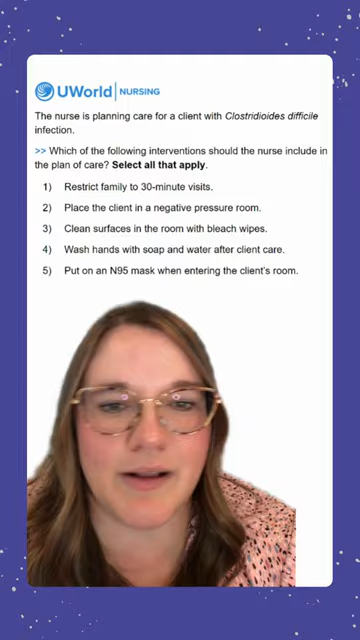 UWorld NURSING
The nurse is planning care for a client with Clostridioides difficile
infection.
>> Which of the following interventions should the nurse include in
the plan of care? Select all that apply.
1) Restrict family to 30-minute visits.
2) Place the client in a negative pressure room.
3) Clean surfaces in the room with bleach wipes.
4) Wash hands with soap and water after client care.
5) Put on an N95 mask when entering the client's room.